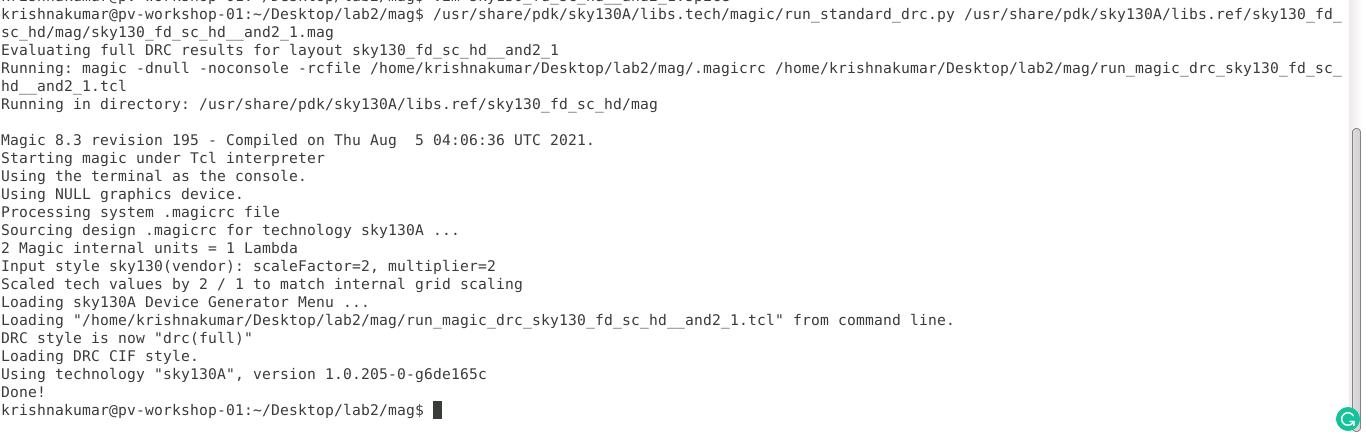 krishnakumar@pv-workshop-01:~/Desktop/lab2/mag$ /usr/share/pdk/sky130A/libs.tech/magic/run_standard_drc.py /usr/share/pdk/sky130A/libs.ref/sky130_fd_
sc_hd/mag/sky130_fd_sc_hd__and2_1.mag
Evaluating full DRC results for layout sky130_fd_sc_hd__and2_1
Running: magic -dnull -noconsole -rcfile /home/krishnakumar/Desktop/lab2/mag/.magicrc /home/krishnakumar/Desktop/lab2/mag/run_magic_drc_sky130_fd_sc_
hd__and2_1.tcl
Running in directory: /usr/share/pdk/sky130A/libs.ref/sky130_fd_sc_hd/mag

Magic 8.3 revision 195 - Compiled on Thu Aug  5 04:06:36 UTC 2021.
Starting magic under Tcl interpreter
Using the terminal as the console.
Using NULL graphics device.
Processing system .magicrc file
Sourcing design .magicrc for technology sky130A ...
2 Magic internal units = 1 Lambda
Input style sky130(vendor): scaleFactor=2, multiplier=2
Scaled tech values by 2 / 1 to match internal grid scaling
Loading sky130A Device Generator Menu ...
Loading "/home/krishnakumar/Desktop/lab2/mag/run_magic_drc_sky130_fd_sc_hd__and2_1.tcl" from command line.
DRC style is now "drc(full)"
Loading DRC CIF style.
Using technology "sky130A", version 1.0.205-0-g6de165c
Done!
krishnakumar@pv-workshop-01:~/Desktop/lab2/mag$